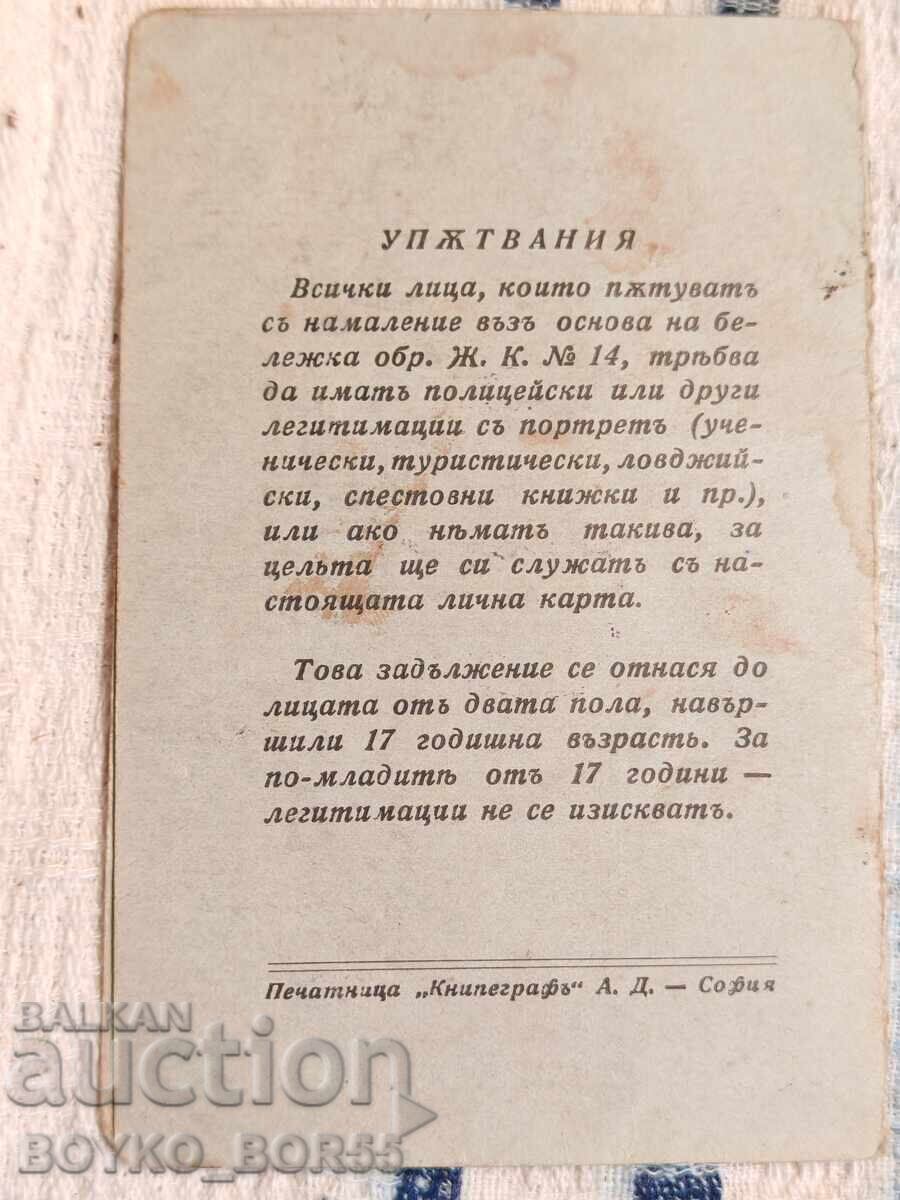 УПѪТВАНИЯ
Всички лица, които пѫтуватъ
съ намаление възъ основа на бе-
лежка обр. Ж. К. № 14, трѣбва
да иматъ полицейски или други
легитимации съ портретъ (уче-
нически, туристически, ловджий-
ски, спестовни книжки и пр.),
или ако нѣматъ такива, за
цельта ще си служатъ съ на-
стоящата лична карта.
Това задължение се отнася до
лицата отъ двата пола, навър-
шили 17 годишна възрасть. За
по-младитѣ отъ 17 години —
легитимации не се изискватъ.
Печатница „Книпеграфъ“ А. Д. — София
BALKAN
auction
BOYKO_BOR55